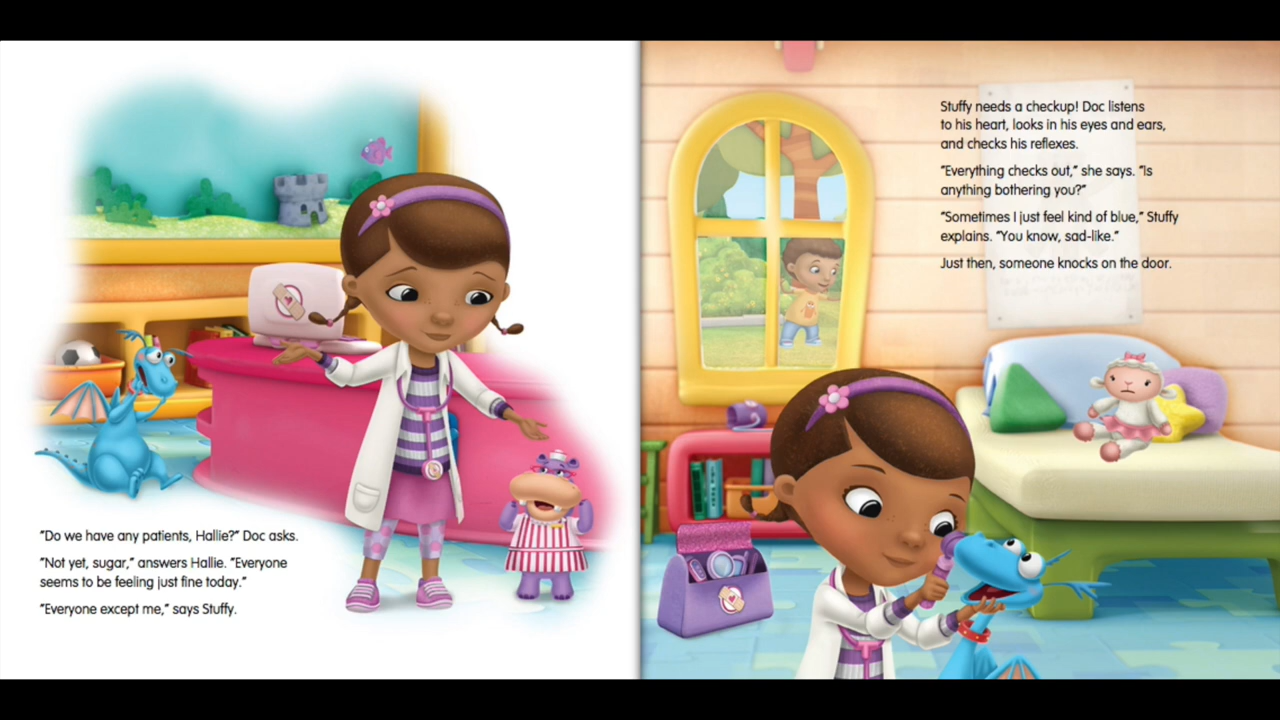 "Do we have any patients, Hallie?" Doc asks.
"Not yet, sugar," answers Hallie. "Everyone
seems to be feeling just fine today."
"Everyone except me," says Stuffy.
Stuffy needs a checkup! Doc listens
to his heart, looks in his eyes and ears,
and checks his reflexes.
"Everything checks out," she says. "Is
anything bothering you?"
"Sometimes I just feel kind of blue," Stuffy
explains. "You know, sad-like."
Just then, someone knocks on the door.